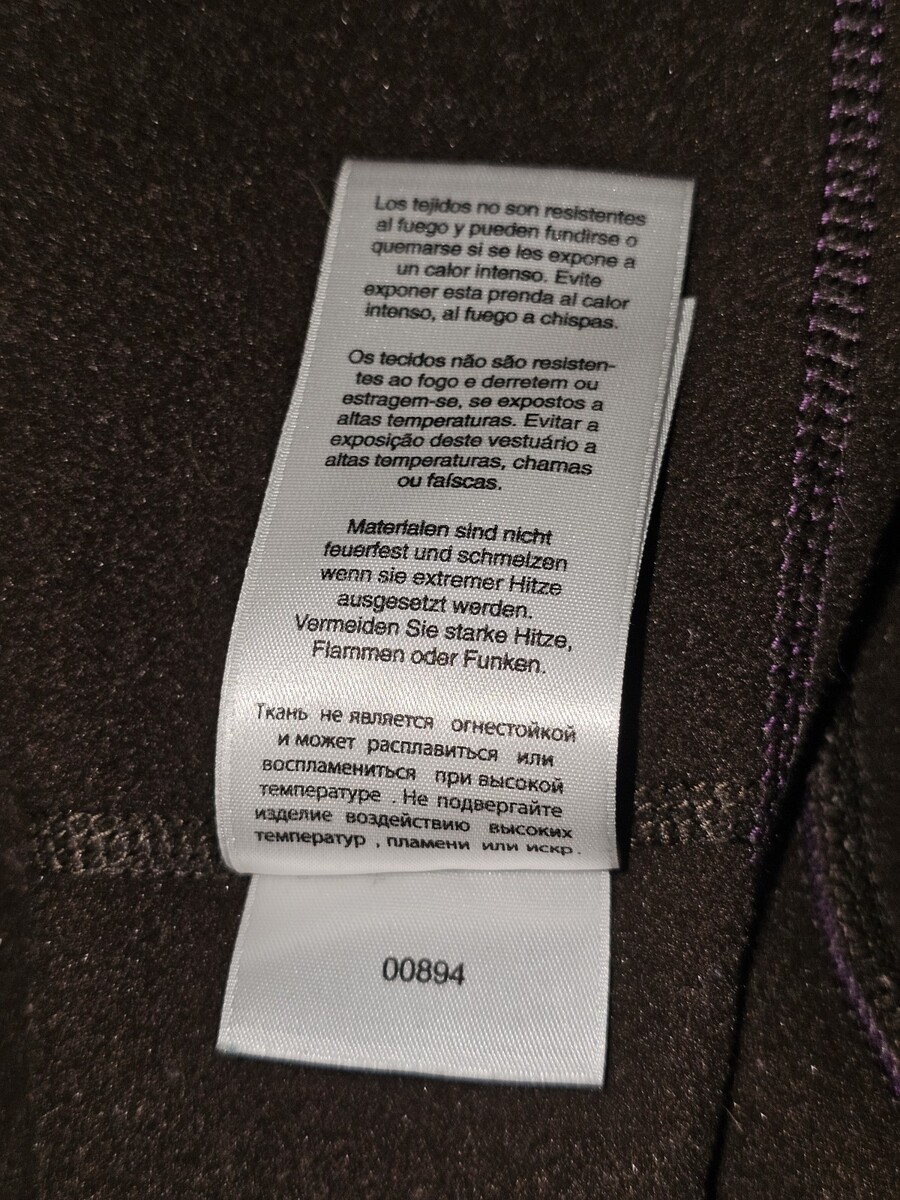 Los tejidos no son resistentes
al fuego y pueden fundirse o
quemarse si se les expone a
un calor intenso. Evite
exponer esta prenda al calor
intenso, al fuego a chispas.
Os tecidos não são resisten-
tes ao fogo e derretem ou
estragem-se, se expostos a
altas temperaturas. Evitar a
exposição deste vestuário a
altas temperaturas, chamas
ou faíscas.
Materialen sind nicht
feuerfest und schmelzen
wenn sie extremer Hitze
ausgesetzt werden.
Vermeiden Sie starke Hitze,
Flammen oder Funken.
Ткань не является огнестойкой
и может расплавиться или
воспламениться при высокой
температуре . Не подвергайте
изделие воздействию высоких
температур , пламени или искр.
00894